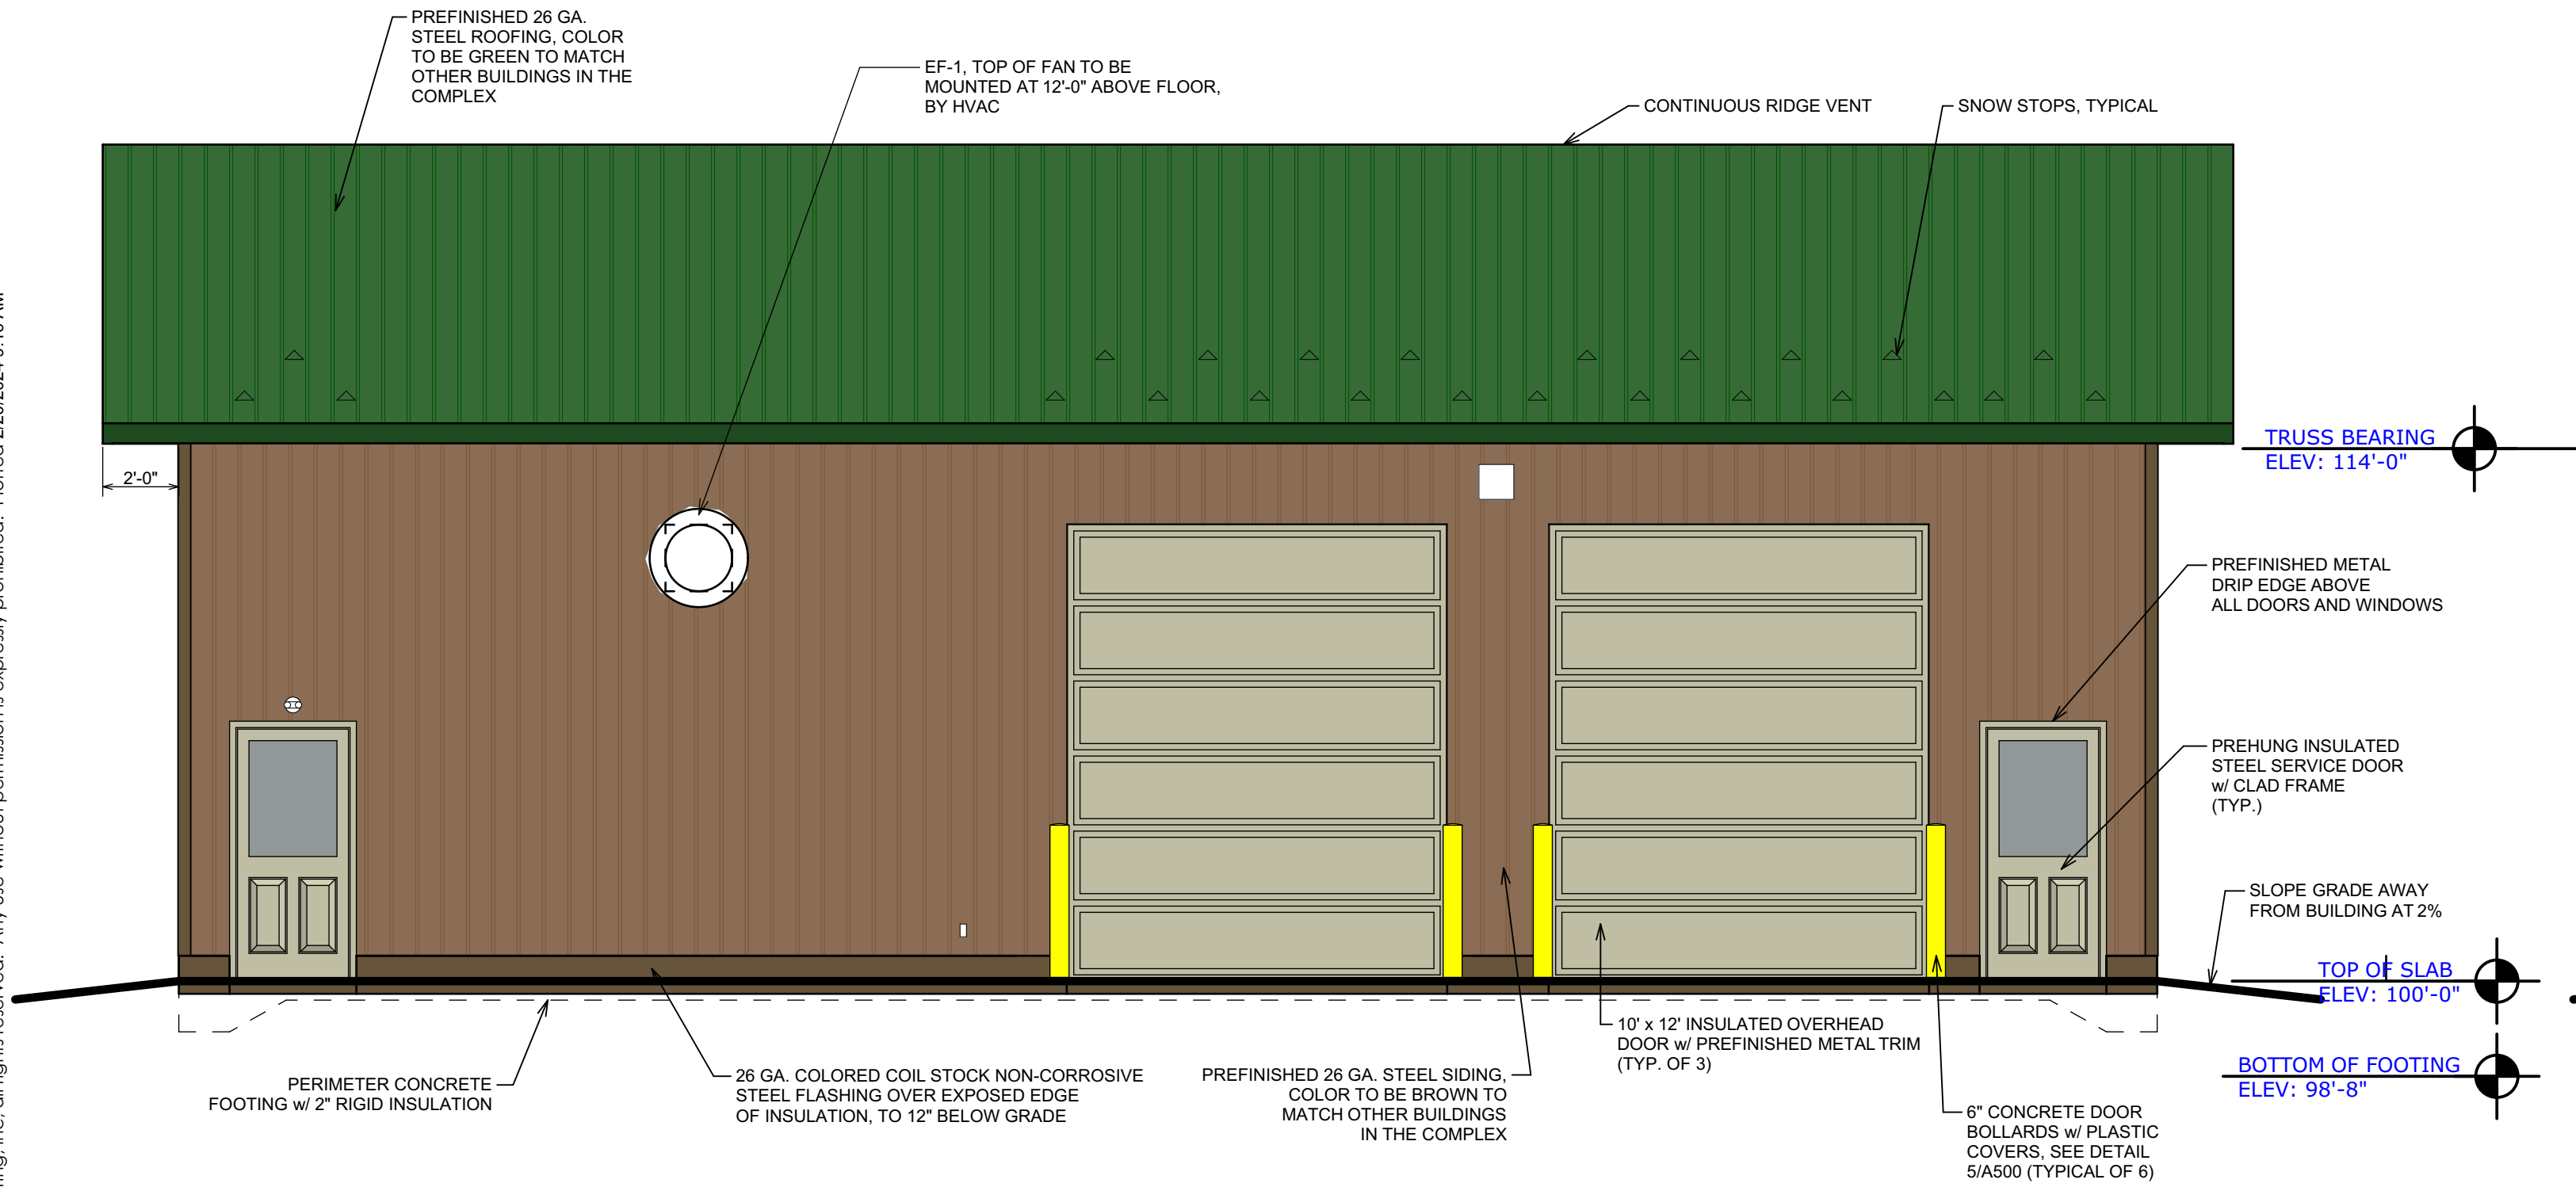 PREFINISHED 26 GA.
STEEL ROOFING, COLOR
TO BE GREEN TO MATCH
OTHER BUILDINGS IN THE
COMPLEX
EF-1, TOP OF FAN TO BE
MOUNTED AT 12'-0" ABOVE FLOOR,
BY HVAC
CONTINUOUS RIDGE VENT
SNOW STOPS, TYPICAL
TRUSS BEARING
ELEV: 114'-0"
2'-0"
PREFINISHED METAL
DRIP EDGE ABOVE
ALL DOORS AND WINDOWS
PREHUNG INSULATED
STEEL SERVICE DOOR
w/ CLAD FRAME
(TYP.)
SLOPE GRADE AWAY
FROM BUILDING AT 2%
TOP OF SLAB
ELEV: 100'-0"
BOTTOM OF FOOTING
ELEV: 98'-8"
PERIMETER CONCRETE
FOOTING w/ 2" RIGID INSULATION
26 GA. COLORED COIL STOCK NON-CORROSIVE
STEEL FLASHING OVER EXPOSED EDGE
OF INSULATION, TO 12" BELOW GRADE
PREFINISHED 26 GA. STEEL SIDING,
COLOR TO BE BROWN TO
MATCH OTHER BUILDINGS
IN THE COMPLEX
10' x 12' INSULATED OVERHEAD
DOOR w/ PREFINISHED METAL TRIM
(TYP. OF 3)
6" CONCRETE DOOR
BOLLARDS w/ PLASTIC
COVERS, SEE DETAIL
5/A500 (TYPICAL OF 6)